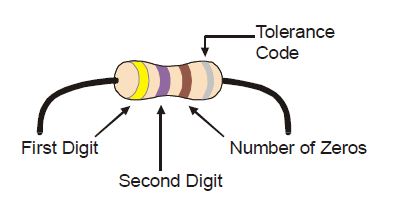 Tolerance
Code
First Digit
Number of Zeros
Second Digit